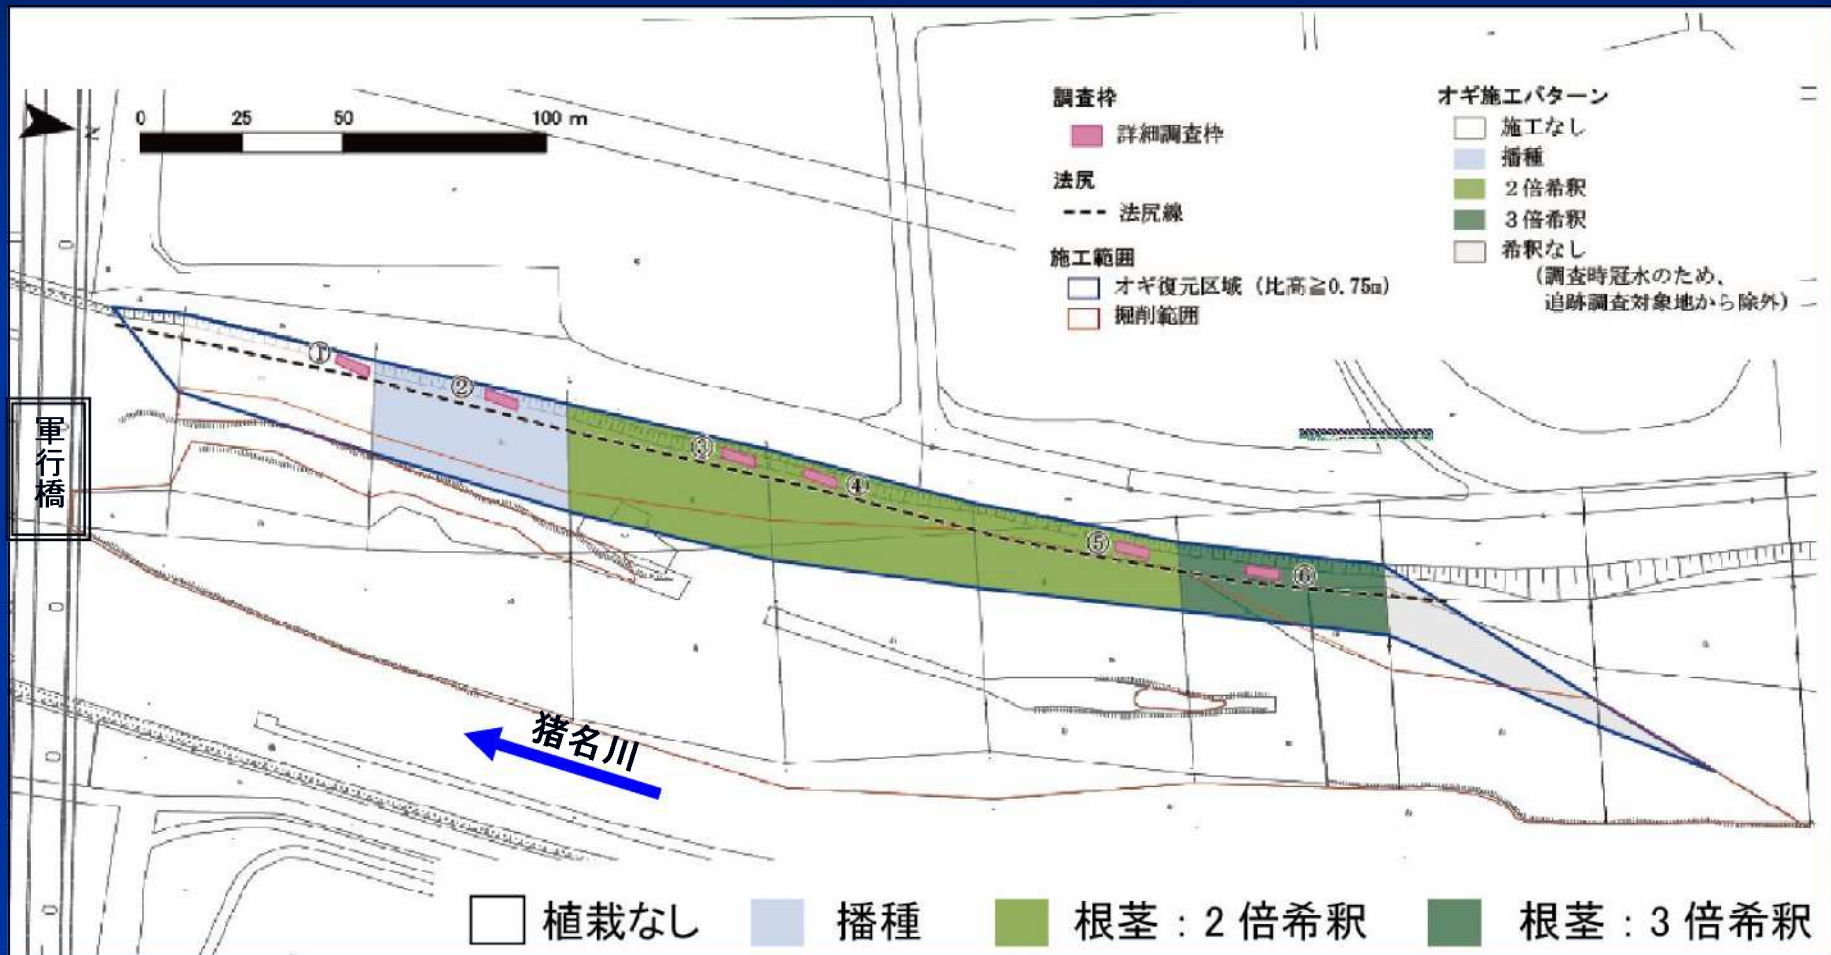 0 25 50 100 m
N
調査枠
詳細調査枠
法尻
法尻線
施工範囲
オギ復元区域（比高≧0.75m）
掘削範囲
オギ施工パターン
施工なし
播種
２倍希釈
３倍希釈
希釈なし
（調査時冠水のため、
追跡調査対象地から除外）
①
②
③
④
⑤
⑥
軍行橋
猪名川
植栽なし
播種
根茎：２倍希釈
根茎：３倍希釈